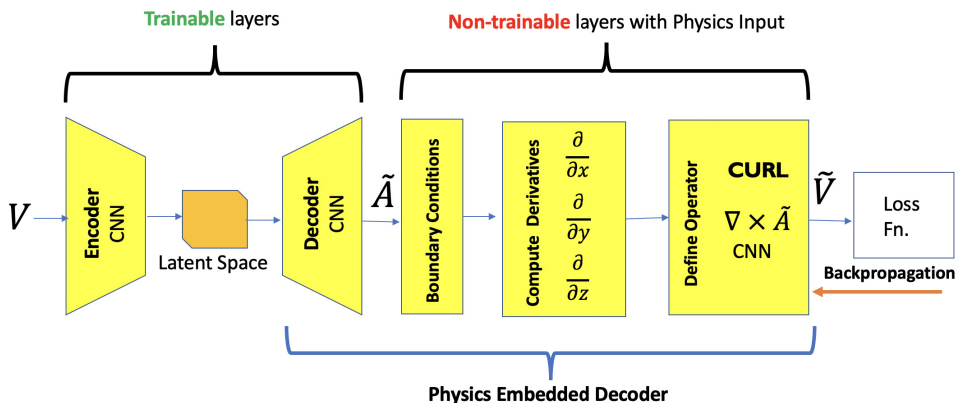 Trainable layers
Non-trainable layers with Physics Input
V
Encoder
CNN
Latent Space
Decoder
CNN
Ã
Boundary Conditions
Compute Derivatives
∂/∂x
∂/∂y
∂/∂z
Define Operator
CURL
∇ × Ã
CNN
Ṽ
Loss
Fn.
Backpropagation
Physics Embedded Decoder